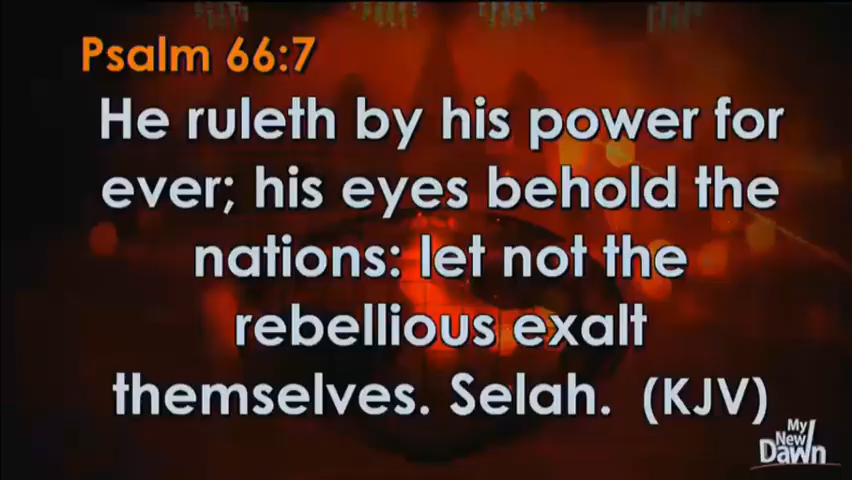 Psalm 66:7
He ruleth by his power for
ever; his eyes behold the
nations: let not the
rebellious exalt
themselves. Selah. (KJV)
My
New
Dawn